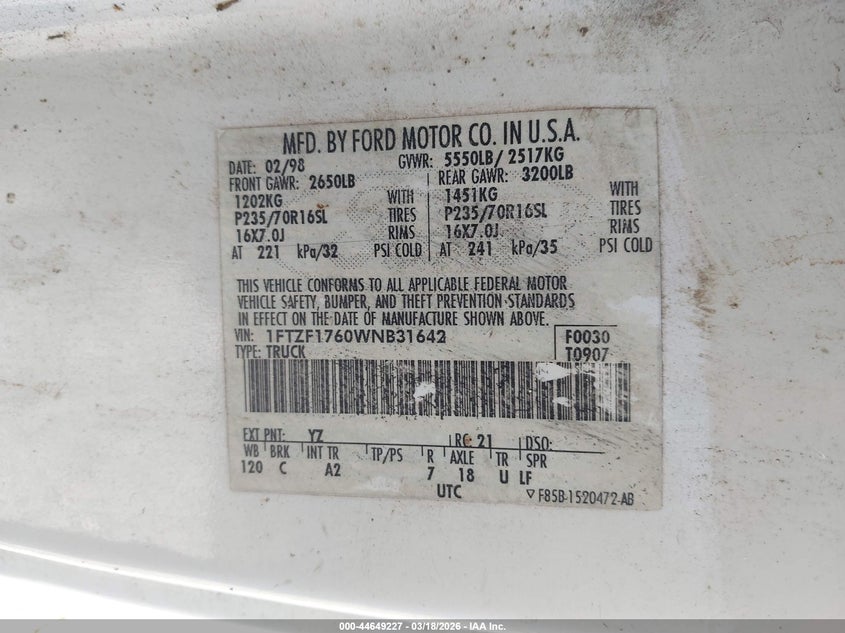 MFD. BY FORD MOTOR CO. IN U.S.A.
DATE: 02/98 GVWR: 5550LB/ 2517KG
FRONT GAWR: 2650LB REAR GAWR: 3200LB
1202KG WITH 1451KG WITH
P235/70R16SL TIRES P235/70R16SL TIRES
16X7.0J RIMS 16X7.0J RIMS
AT 221 kPa/32 PSI COLD AT 241 kPa/35 PSI COLD
THIS VEHICLE CONFORMS TO ALL APPLICABLE FEDERAL MOTOR
VEHICLE SAFETY, BUMPER, AND THEFT PREVENTION STANDARDS
IN EFFECT ON THE DATE OF MANUFACTURE SHOWN ABOVE.
VIN: 1FTZF1760WNB31642 F0030
TYPE: TRUCK T0907
EXT PNT: YZ RC: 21 DSO:
WB BRK INT TR TP/PS R AXLE TR SPR
120 C A2 7 18 U LF
UTC ▽ F85B-1520472-AB
000-44649227 - 03/18/2026 - IAA Inc.